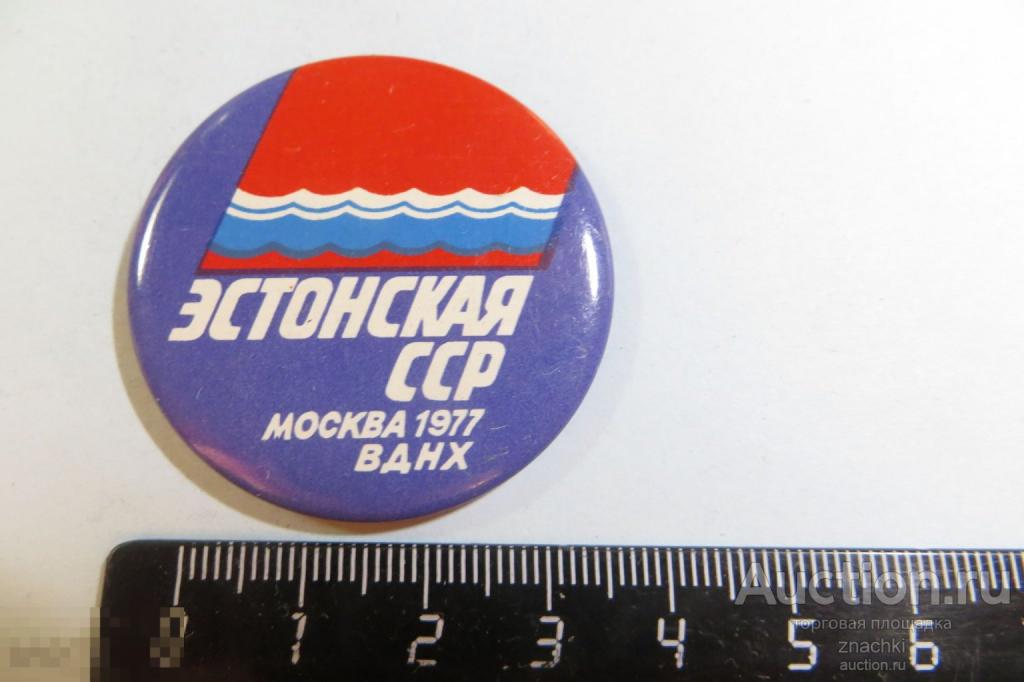 ЭСТОНСКАЯ
ССР
МОСКВА 1977
ВДНХ
Auction.ru
торговая площадка
znachki
auction.ru
0 1 2 3 4 5 6